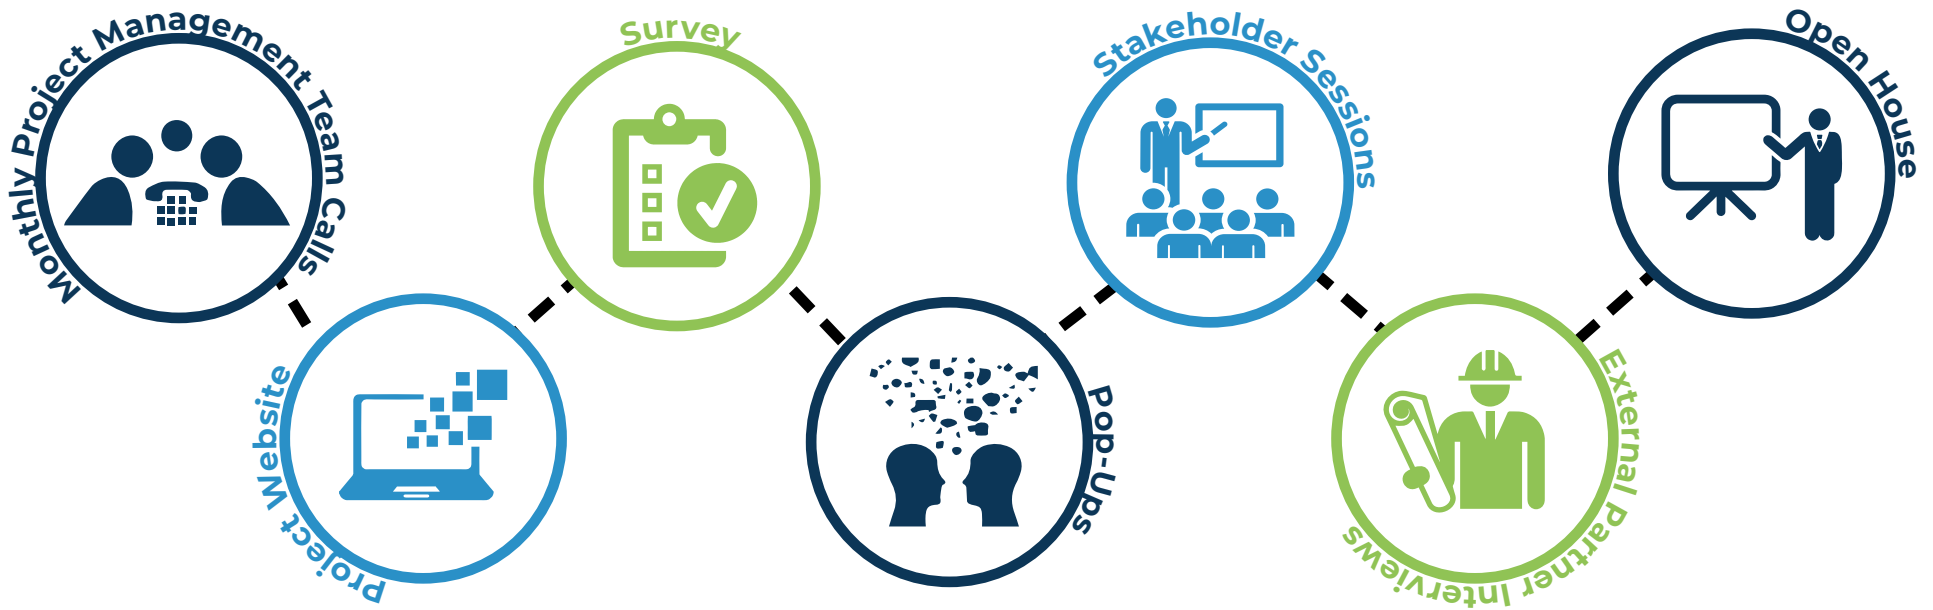 Monthly Project Management Team Calls
Project Website
Survey
Pop-Ups
Stakeholder Sessions
External Partner Interviews
Open House